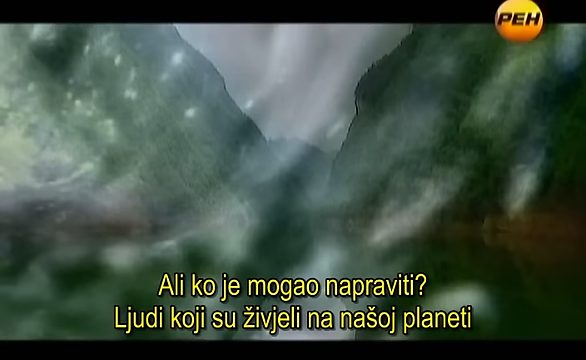 РЕН
Ali ko je mogao napraviti?
Ljudi koji su živjeli na našoj planeti